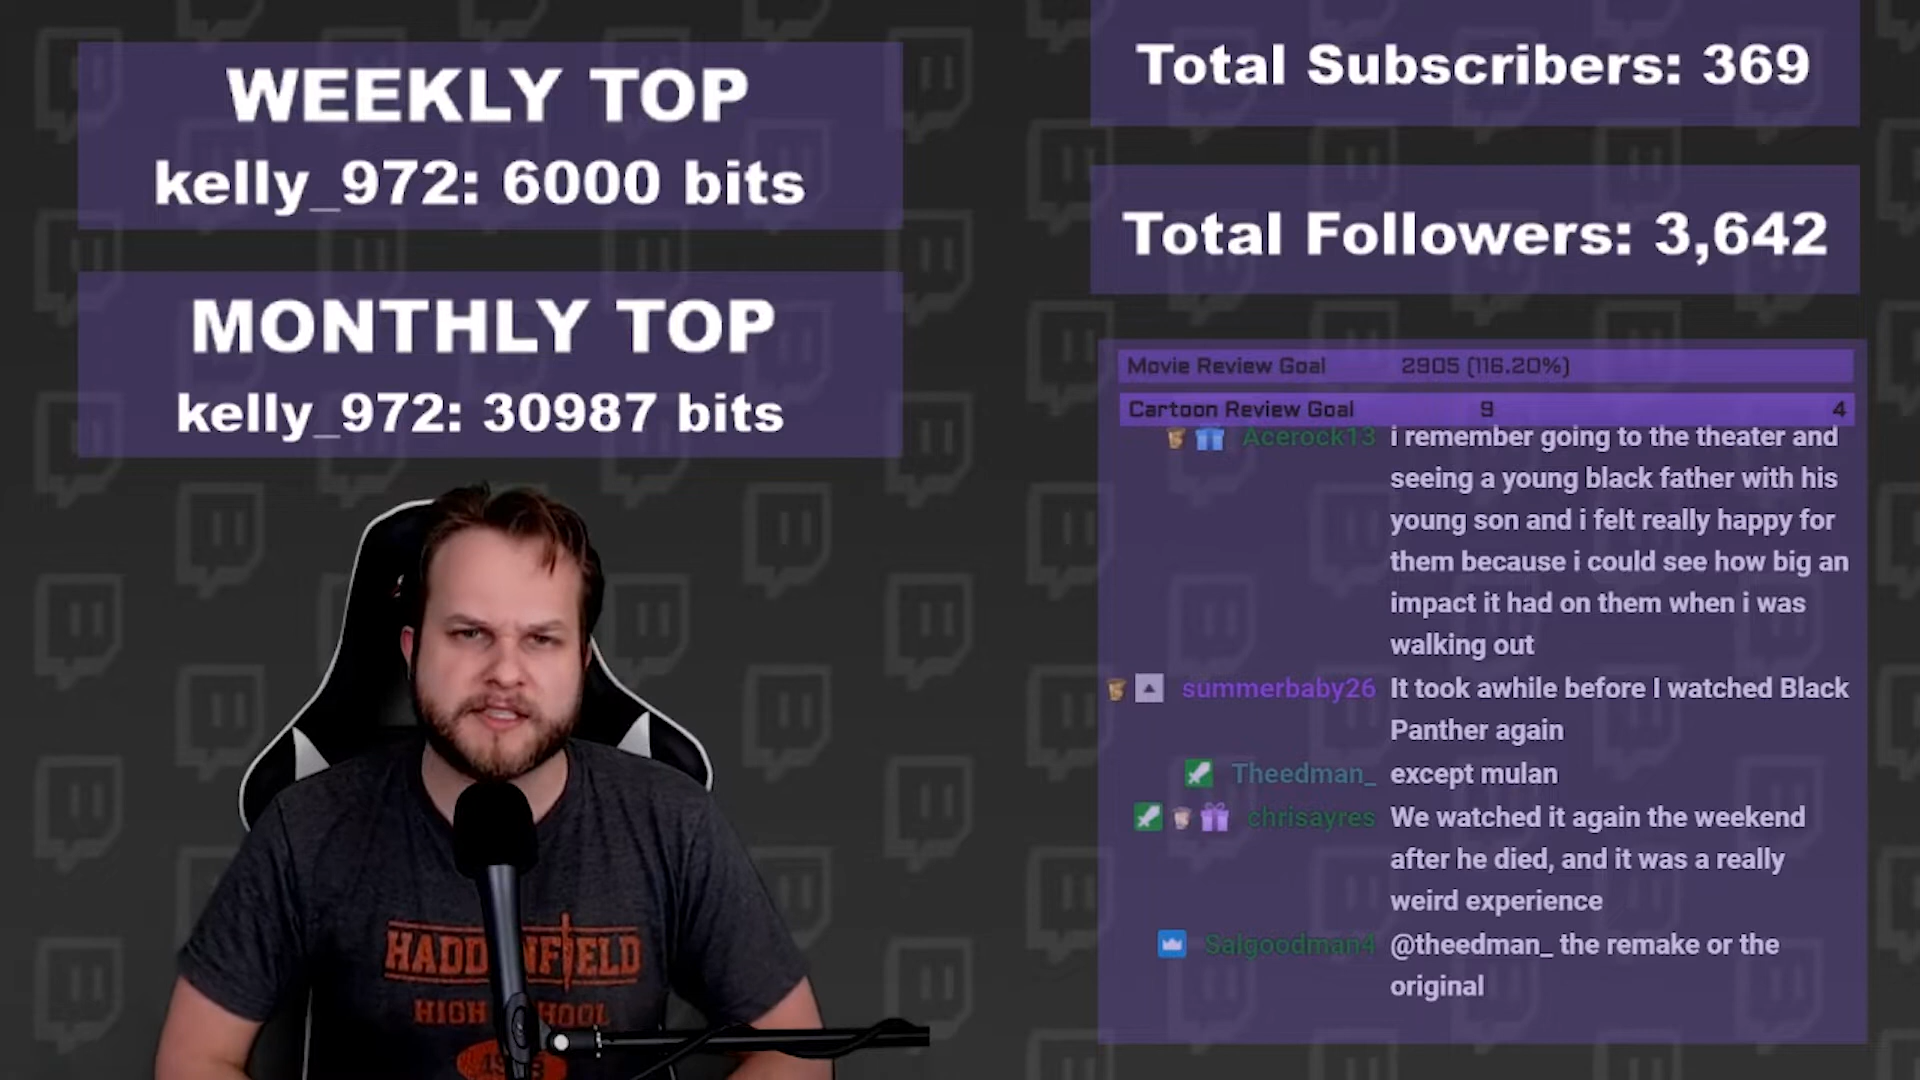 WEEKLY TOP
kelly_972: 6000 bits
MONTHLY TOP
kelly_972: 30987 bits
Total Subscribers: 369
Total Followers: 3,642
Movie Review Goal 2905 (116.20%)
Cartoon Review Goal 9 4
Acerock13 i remember going to the theater and
seeing a young black father with his
young son and i felt really happy for
them because i could see how big an
impact it had on them when i was
walking out
summerbaby26 It took awhile before I watched Black
Panther again
Theedman_ except mulan
chrisayres We watched it again the weekend
after he died, and it was a really
weird experience
Salgoodman4 @theedman_ the remake or the
original